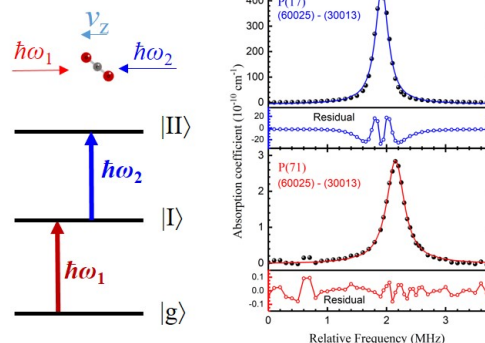 v_z
ħω₁
ħω₂
|II⟩
ħω₂
|I⟩
ħω₁
|g⟩
Absorption coefficient (10⁻¹⁰ cm⁻¹)
400
P(17)
(60025) - (30013)
300
200
100
0
20
0
-20
Residual
3
P(71)
(60025) - (30013)
2
1
0
0.1
0.0
-0.1
Residual
0
1
2
3
Relative Frequency (MHz)